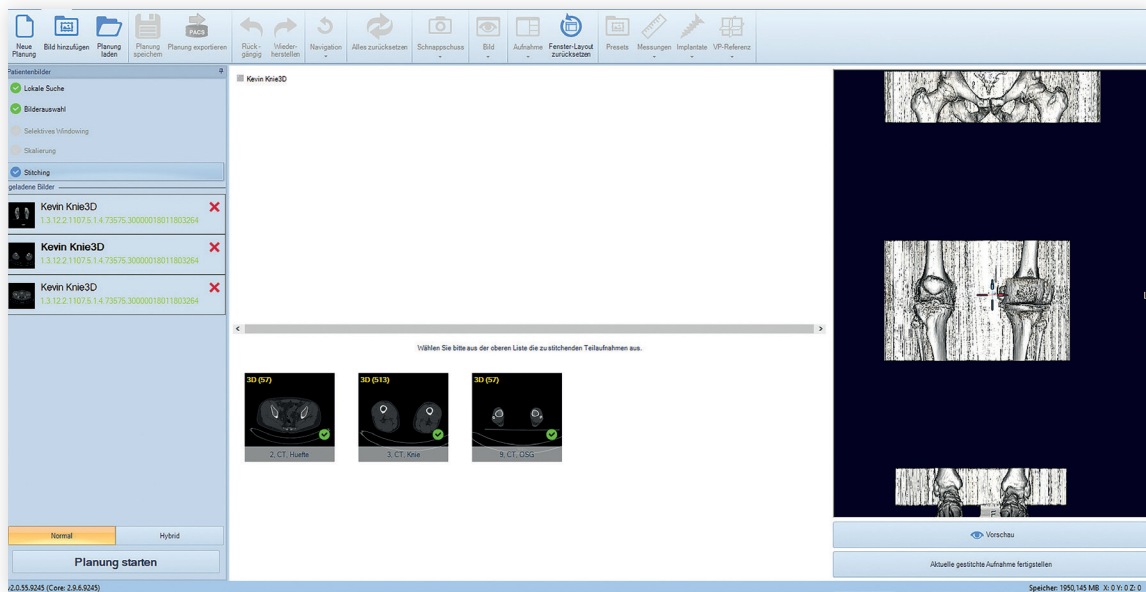 Neue Planung
Bild hinzufügen
Planung laden
Planung speichern
PACS
Planung exportieren
Rück-gängig
Wieder-herstellen
Navigation
Alles zurücksetzen
Schnappschuss
Bild
Aufnahme
Fenster-Layout zurücksetzen
Presets
Messungen
Implantate
VP-Referenz
Patientenbilder
Lokale Suche
Bilderauswahl
Selektives Windowing
Skalierung
Stitching
geladene Bilder
Kevin Knie3D
1.3.12.2.1107.5.1.4.73575.30000018011803264
Kevin Knie3D
1.3.12.2.1107.5.1.4.73575.30000018011803264
Kevin Knie3D
1.3.12.2.1107.5.1.4.73575.30000018011803264
Normal
Hybrid
Planung starten
Kevin Knie3D
Wählen Sie bitte aus der oberen Liste die zu stitchenden Teilaufnahmen aus.
3D (57)
2, CT, Huefte
3D (513)
3, CT, Knie
3D (57)
9, CT, OSG
F
Vorschau
Aktuelle gestitchte Aufnahme fertigstellen
v2.0.55.9245 (Core: 2.9.6.9245)
Speicher: 1950,145 MB X: 0 Y: 0 Z: 0